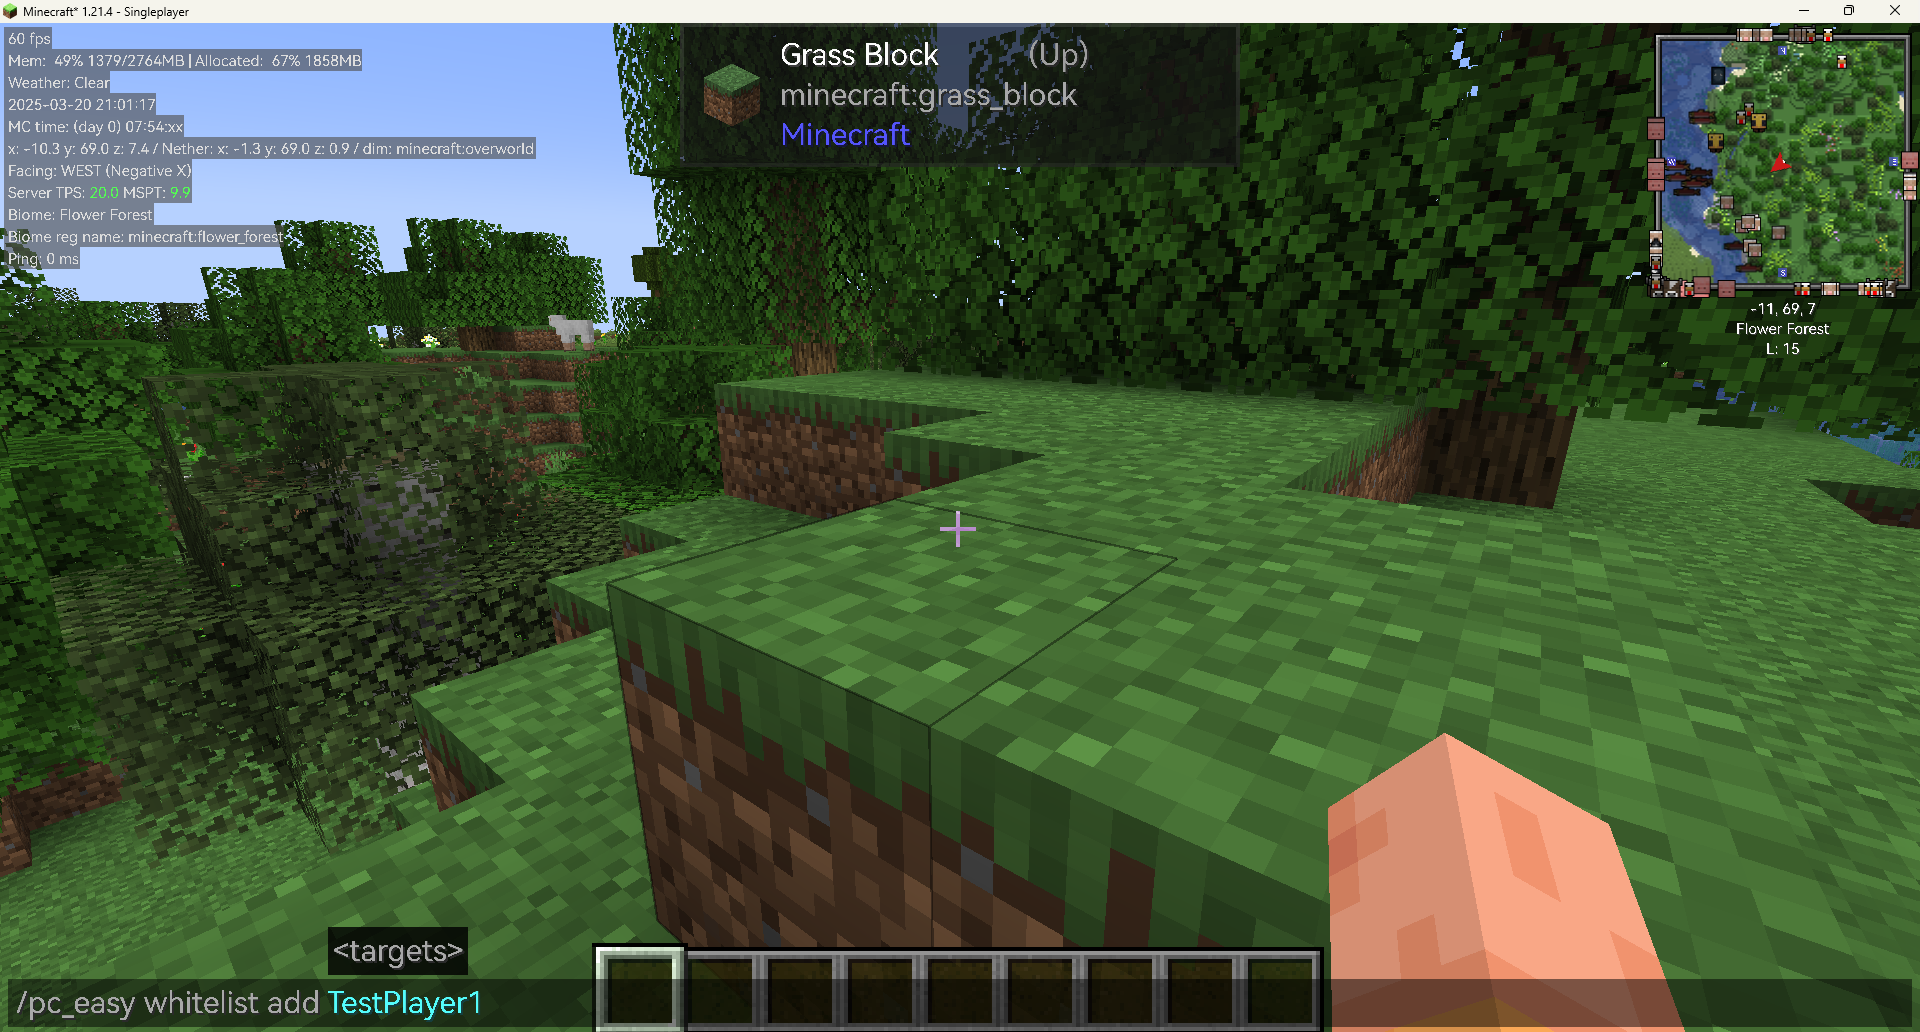 Minecraft* 1.21.4 - Singleplayer
60 fps
Mem: 49% 1379/2764MB | Allocated: 67% 1858MB
Weather: Clear
2025-03-20 21:01:17
MC time: (day 0) 07:54:xx
x: -10.3 y: 69.0 z: 7.4 / Nether: x: -1.3 y: 69.0 z: 0.9 / dim: minecraft:overworld
Facing: WEST (Negative X)
Server TPS: 20.0 MSPT: 9.9
Biome: Flower Forest
Biome reg name: minecraft:flower_forest
Ping: 0 ms
Grass Block (Up)
minecraft:grass_block
Minecraft
N
W
E
S
-11, 69, 7
Flower Forest
L: 15
<targets>
/pc_easy whitelist add TestPlayer1